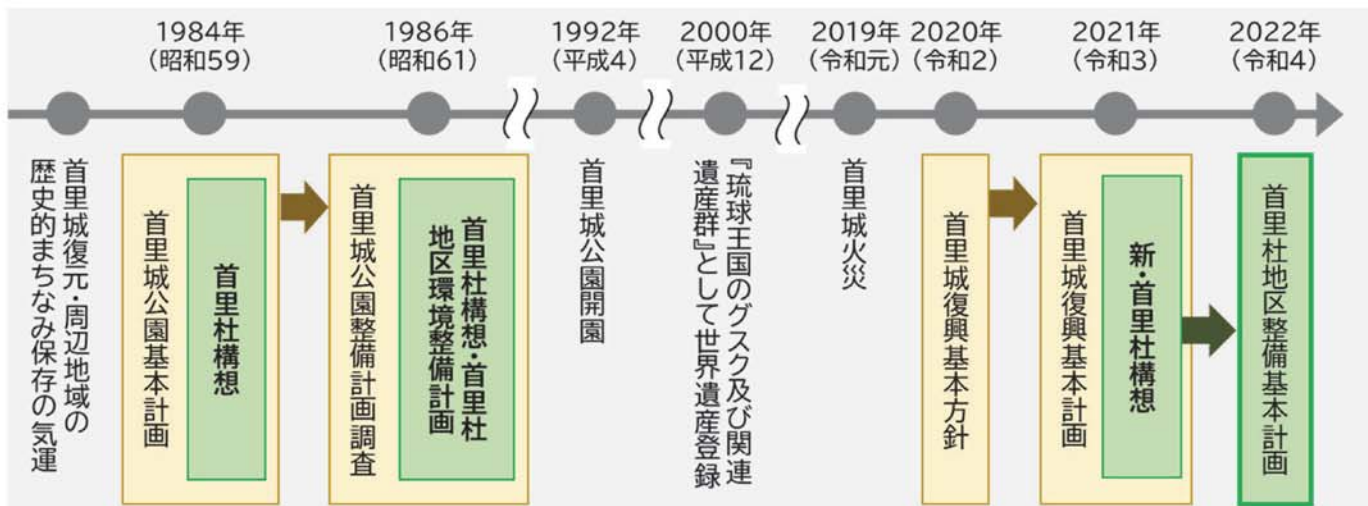 1984年
(昭和59)
1986年
(昭和61)
1992年
(平成4)
2000年
(平成12)
2019年
(令和元)
2020年
(令和2)
2021年
(令和3)
2022年
(令和4)
首里城復元・周辺地域の
歴史的まちなみ保存の気運
首里城公園基本計画
首里杜構想
首里城公園整備計画調査
首里杜構想・首里杜
地区環境整備計画
首里城公園開園
『琉球王国のグスク及び関連
遺産群』として世界遺産登録
首里城火災
首里城復興基本方針
首里城復興基本計画
新・首里杜構想
首里杜地区整備基本計画